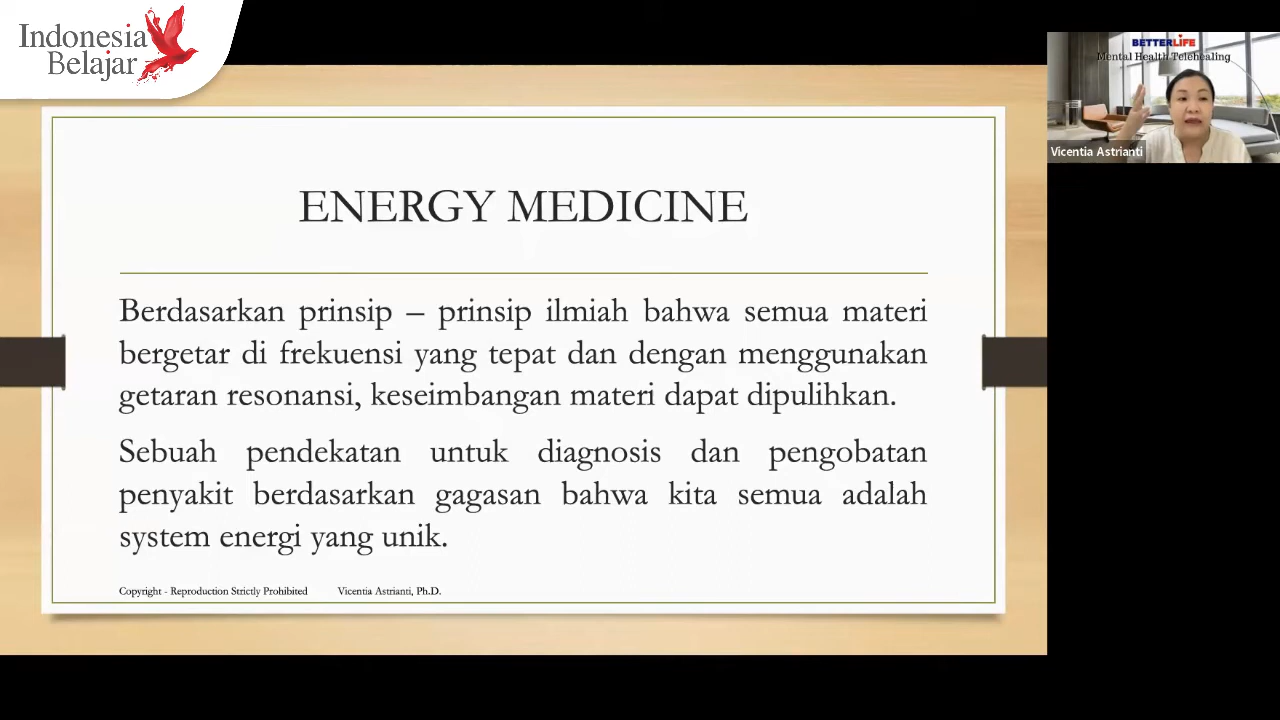 Indonesia
Belajar
BETTERLIFE
Mental Health Telehealing
Vicentia Astrianti
ENERGY MEDICINE
Berdasarkan prinsip – prinsip ilmiah bahwa semua materi
bergetar di frekuensi yang tepat dan dengan menggunakan
getaran resonansi, keseimbangan materi dapat dipulihkan.
Sebuah pendekatan untuk diagnosis dan pengobatan
penyakit berdasarkan gagasan bahwa kita semua adalah
system energi yang unik.
Copyright - Reproduction Strictly Prohibited Vicentia Astrianti, Ph.D.